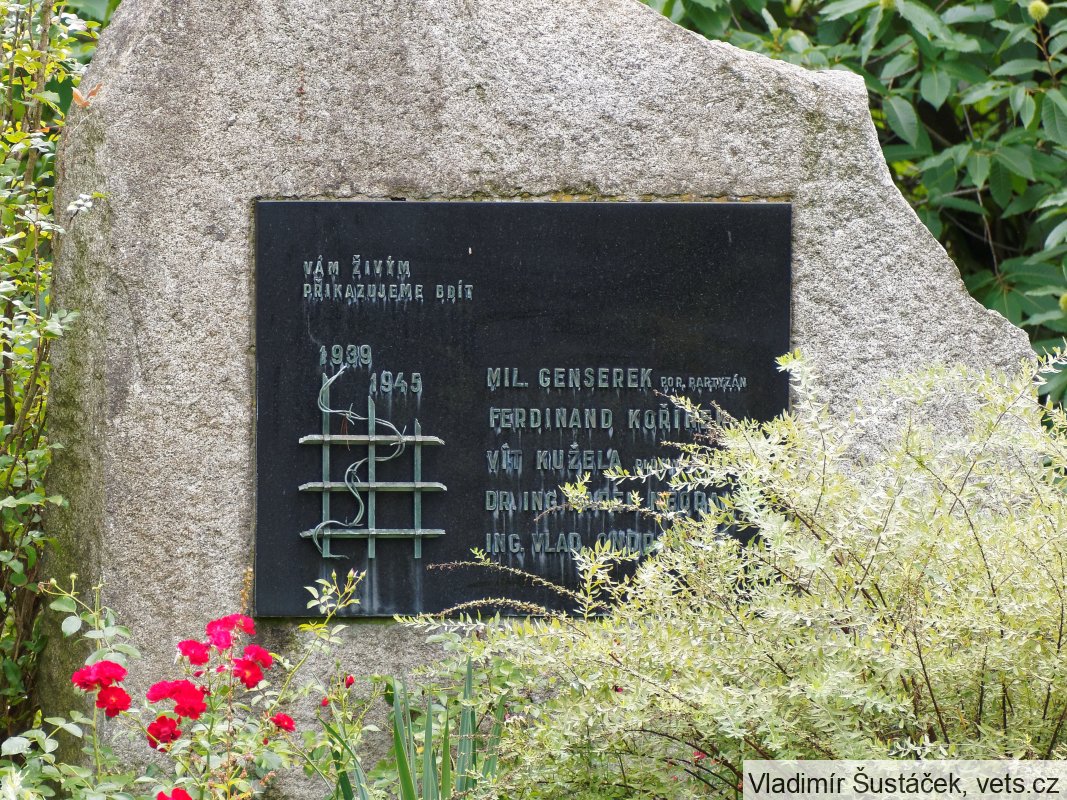 VÁM ŽIVÝM
PŘIKAZUJEME BDÍT
1939
1945
MIL. GENSEREK POR. PARTYZÁN
FERDINAND
VÍT KUŽELA
DR. ING.
ING. VLAD.
Vladimír Šustáček, vets.cz